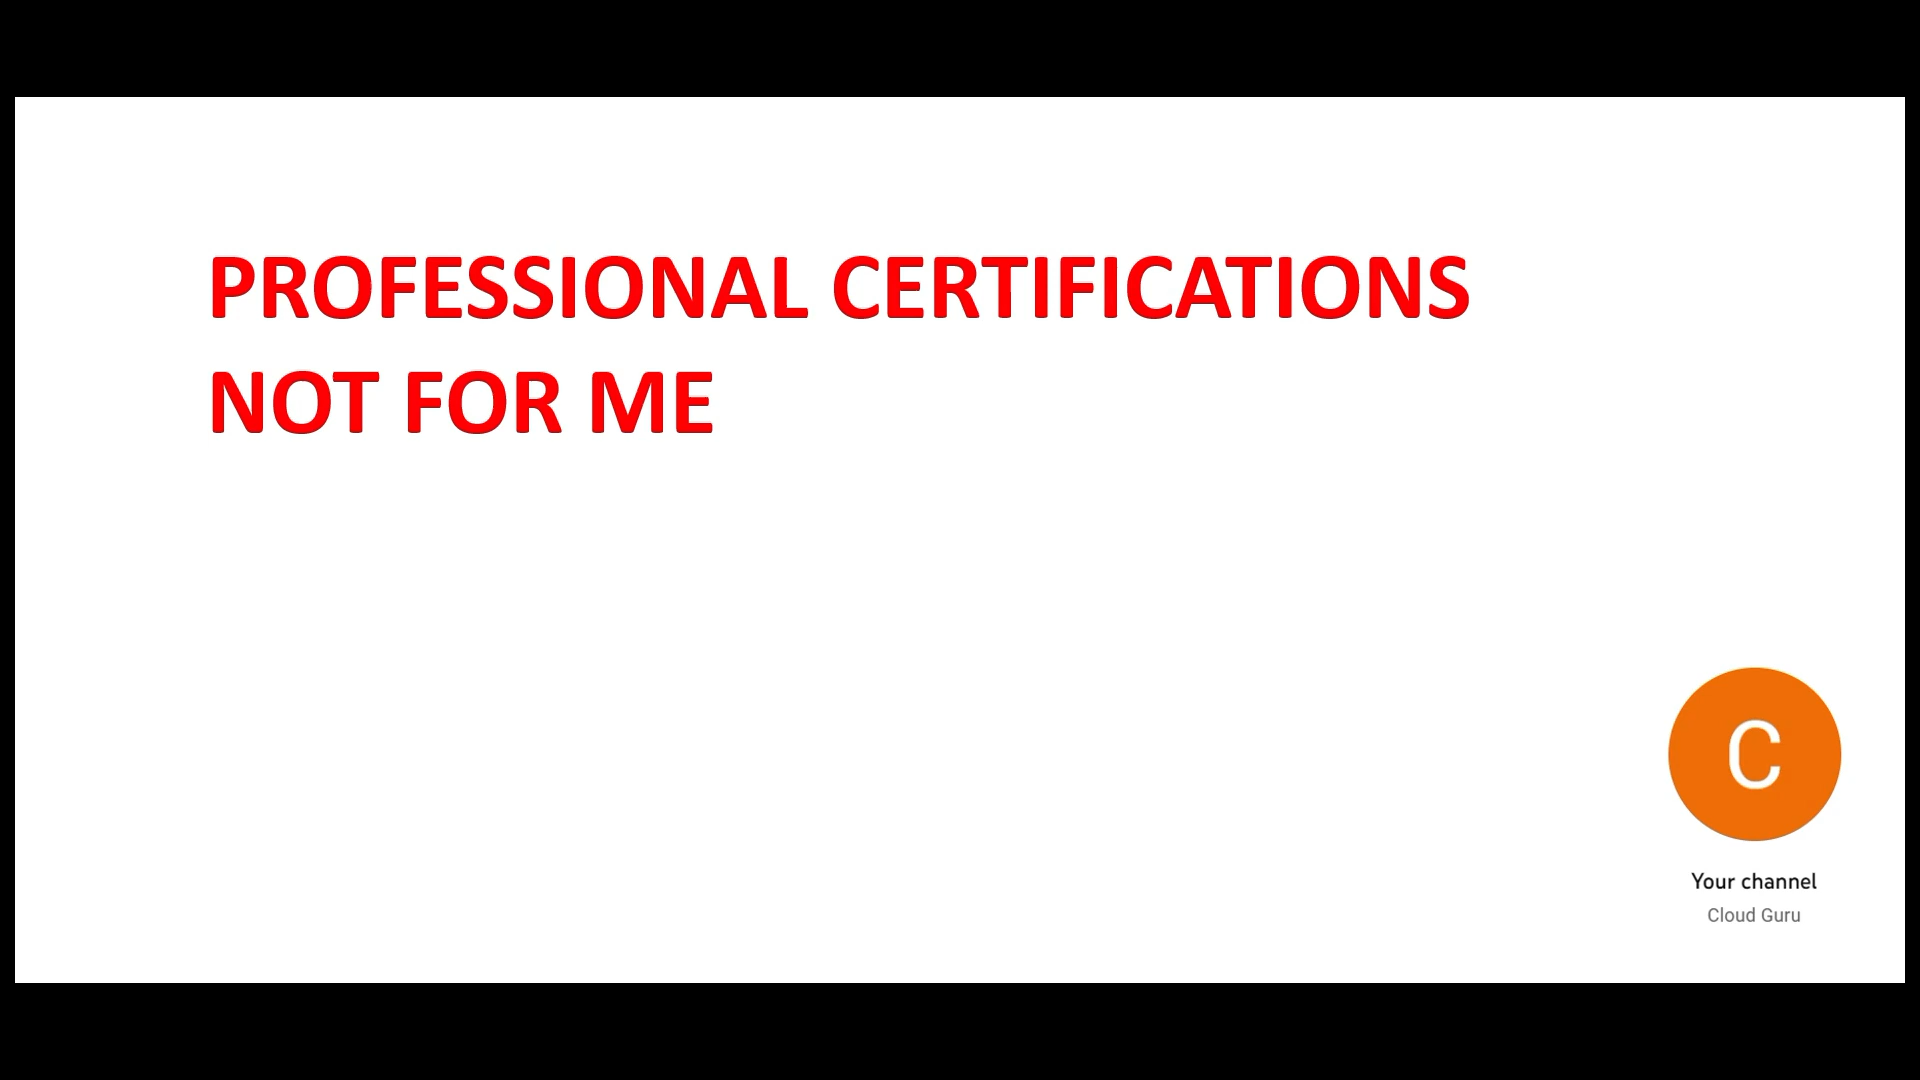 PROFESSIONAL CERTIFICATIONS
NOT FOR ME
C
Your channel
Cloud Guru